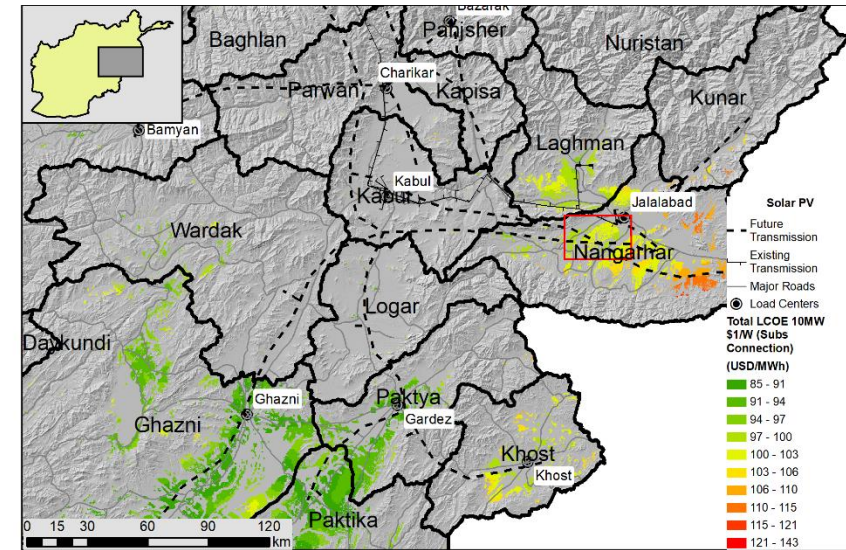 Bazarak
Panjsher
Baghlan
Nuristan
Charikar
Parwan
Kapisa
Kunar
Bamyan
Laghman
Kabul
Kabul
Jalalabad
Wardak
Nangarhar
Logar
Daykundi
Ghazni
Paktya
Ghazni
Gardez
Khost
Khost
Paktika
0 15 30 60 90 120
km
Solar PV
Future
Transmission
Existing
Transmission
Major Roads
Load Centers
Total LCOE 10MW
$1/W (Subs
Connection)
(USD/MWh)
85 - 91
91 - 94
94 - 97
97 - 100
100 - 103
103 - 106
106 - 110
110 - 115
115 - 121
121 - 143